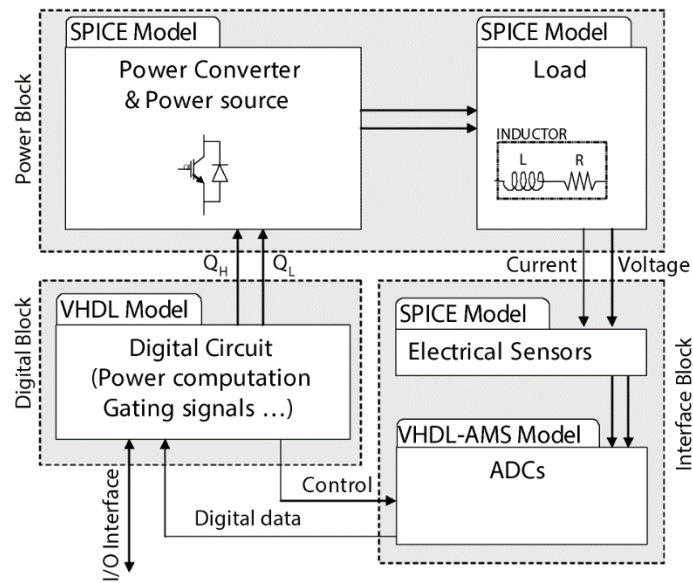 SPICE Model
Power Converter
& Power source
SPICE Model
Load
INDUCTOR
L
R
Power Block
QH
QL
Current
Voltage
VHDL Model
Digital Circuit
(Power computation
Gating signals ...)
Digital Block
SPICE Model
Electrical Sensors
VHDL-AMS Model
ADCs
Interface Block
Control
Digital data
I/O Interface